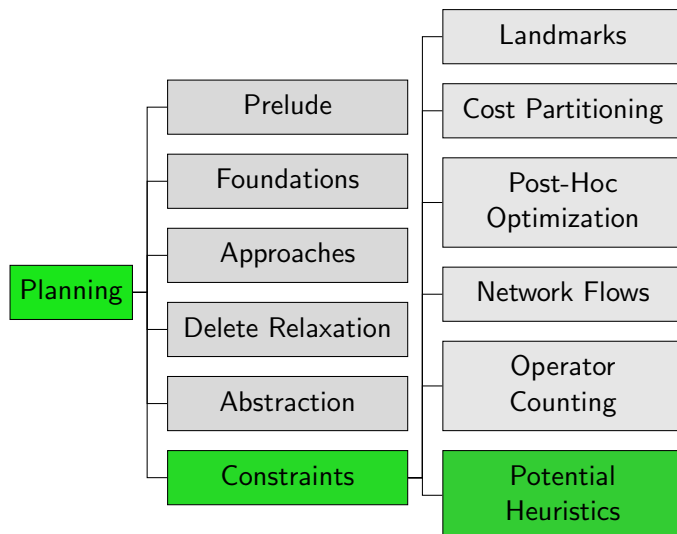 Planning
Prelude
Foundations
Approaches
Delete Relaxation
Abstraction
Constraints
Landmarks
Cost Partitioning
Post-Hoc
Optimization
Network Flows
Operator
Counting
Potential
Heuristics